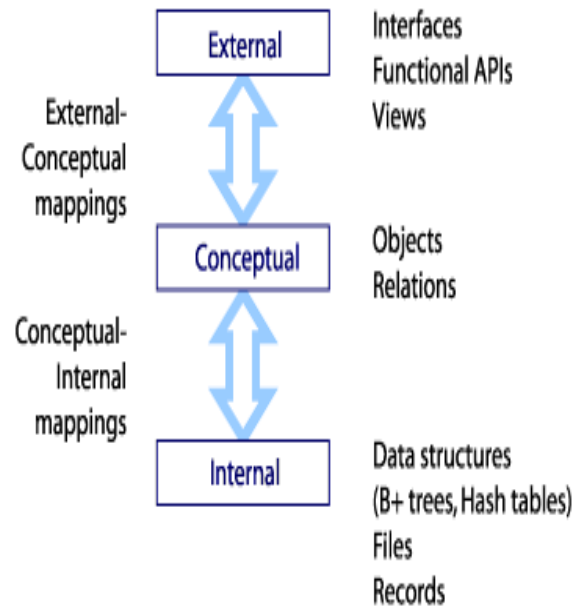 External
Interfaces
Functional APIs
Views
External-
Conceptual
mappings
Conceptual
Objects
Relations
Conceptual-
Internal
mappings
Internal
Data structures
(B+ trees, Hash tables)
Files
Records